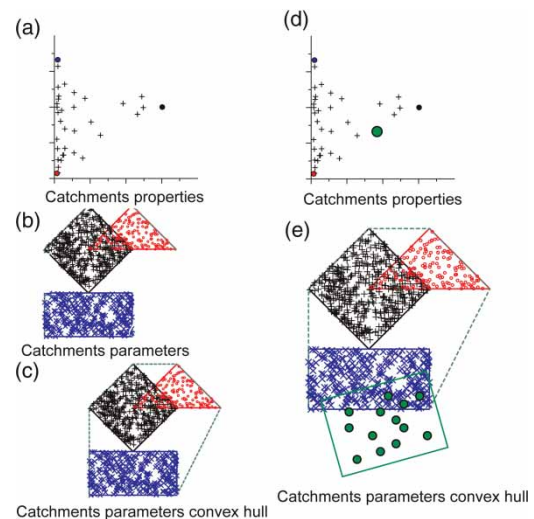 (a)
Catchments properties
(b)
Catchments parameters
(c)
Catchments parameters convex hull
(d)
Catchments properties
(e)
Catchments parameters convex hull